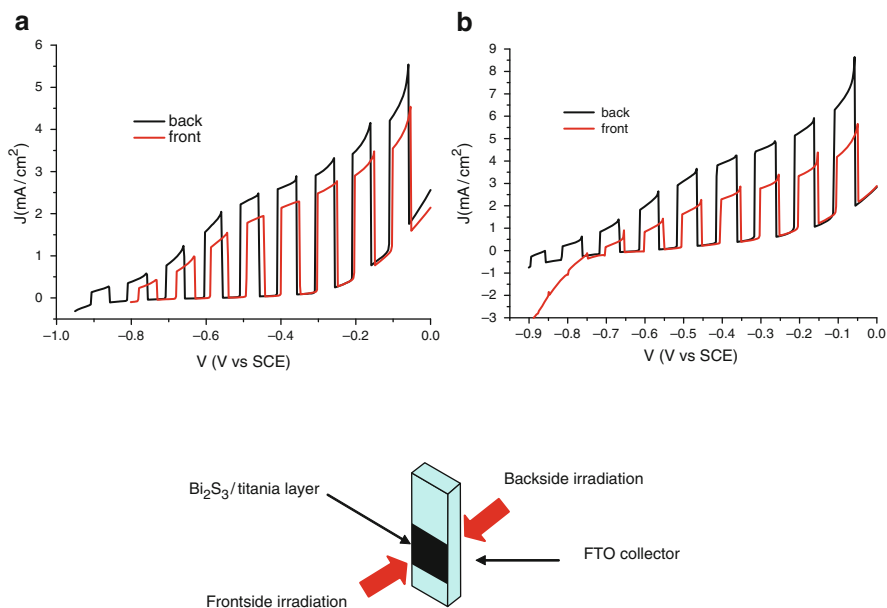 a
6
5
4
3
2
1
0
J(mA/cm²)
back
front
−1.0
−0.8
−0.6
−0.4
−0.2
0.0
V (V vs SCE)
b
9
8
7
6
5
4
3
2
1
0
−1
−2
−3
J(mA/cm²)
back
front
−0.9
−0.8
−0.7
−0.6
−0.5
−0.4
−0.3
−0.2
−0.1
0.0
V (V vs SCE)
Bi₂S₃/titania layer
Backside irradiation
FTO collector
Frontside irradiation